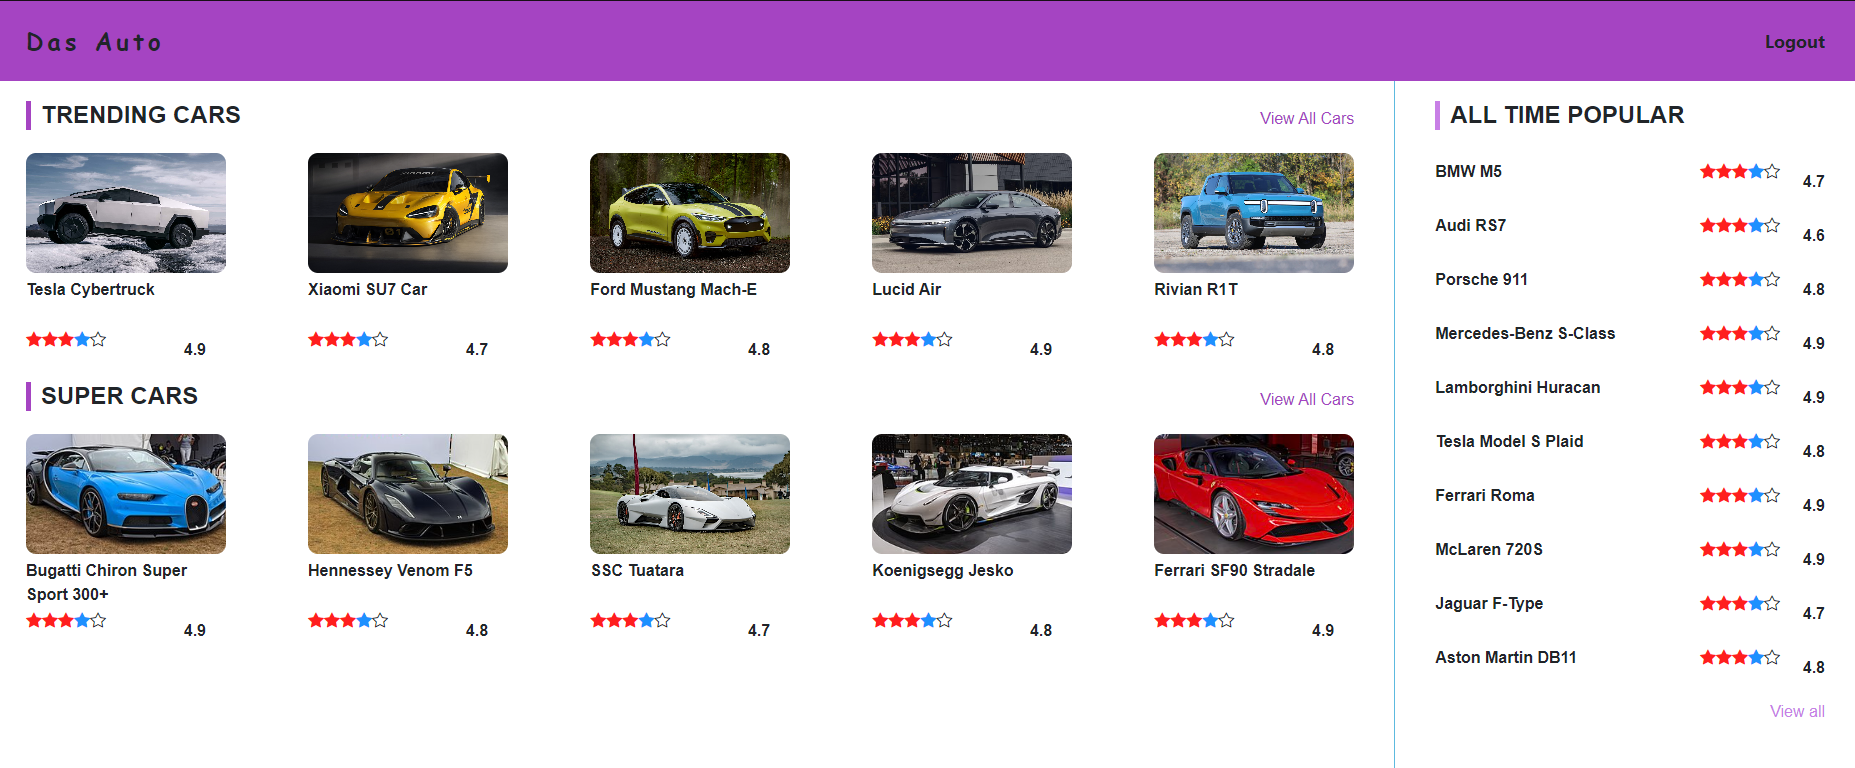 Das Auto
Logout
TRENDING CARS
View All Cars
Tesla Cybertruck
Xiaomi SU7 Car
Ford Mustang Mach-E
Lucid Air
Rivian R1T
4.9
4.7
4.8
4.9
4.8
SUPER CARS
View All Cars
Bugatti Chiron Super
Sport 300+
Hennessey Venom F5
SSC Tuatara
Koenigsegg Jesko
Ferrari SF90 Stradale
4.9
4.8
4.7
4.8
4.9
ALL TIME POPULAR
BMW M5 4.7
Audi RS7 4.6
Porsche 911 4.8
Mercedes-Benz S-Class 4.9
Lamborghini Huracan 4.9
Tesla Model S Plaid 4.8
Ferrari Roma 4.9
McLaren 720S 4.9
Jaguar F-Type 4.7
Aston Martin DB11 4.8
View all